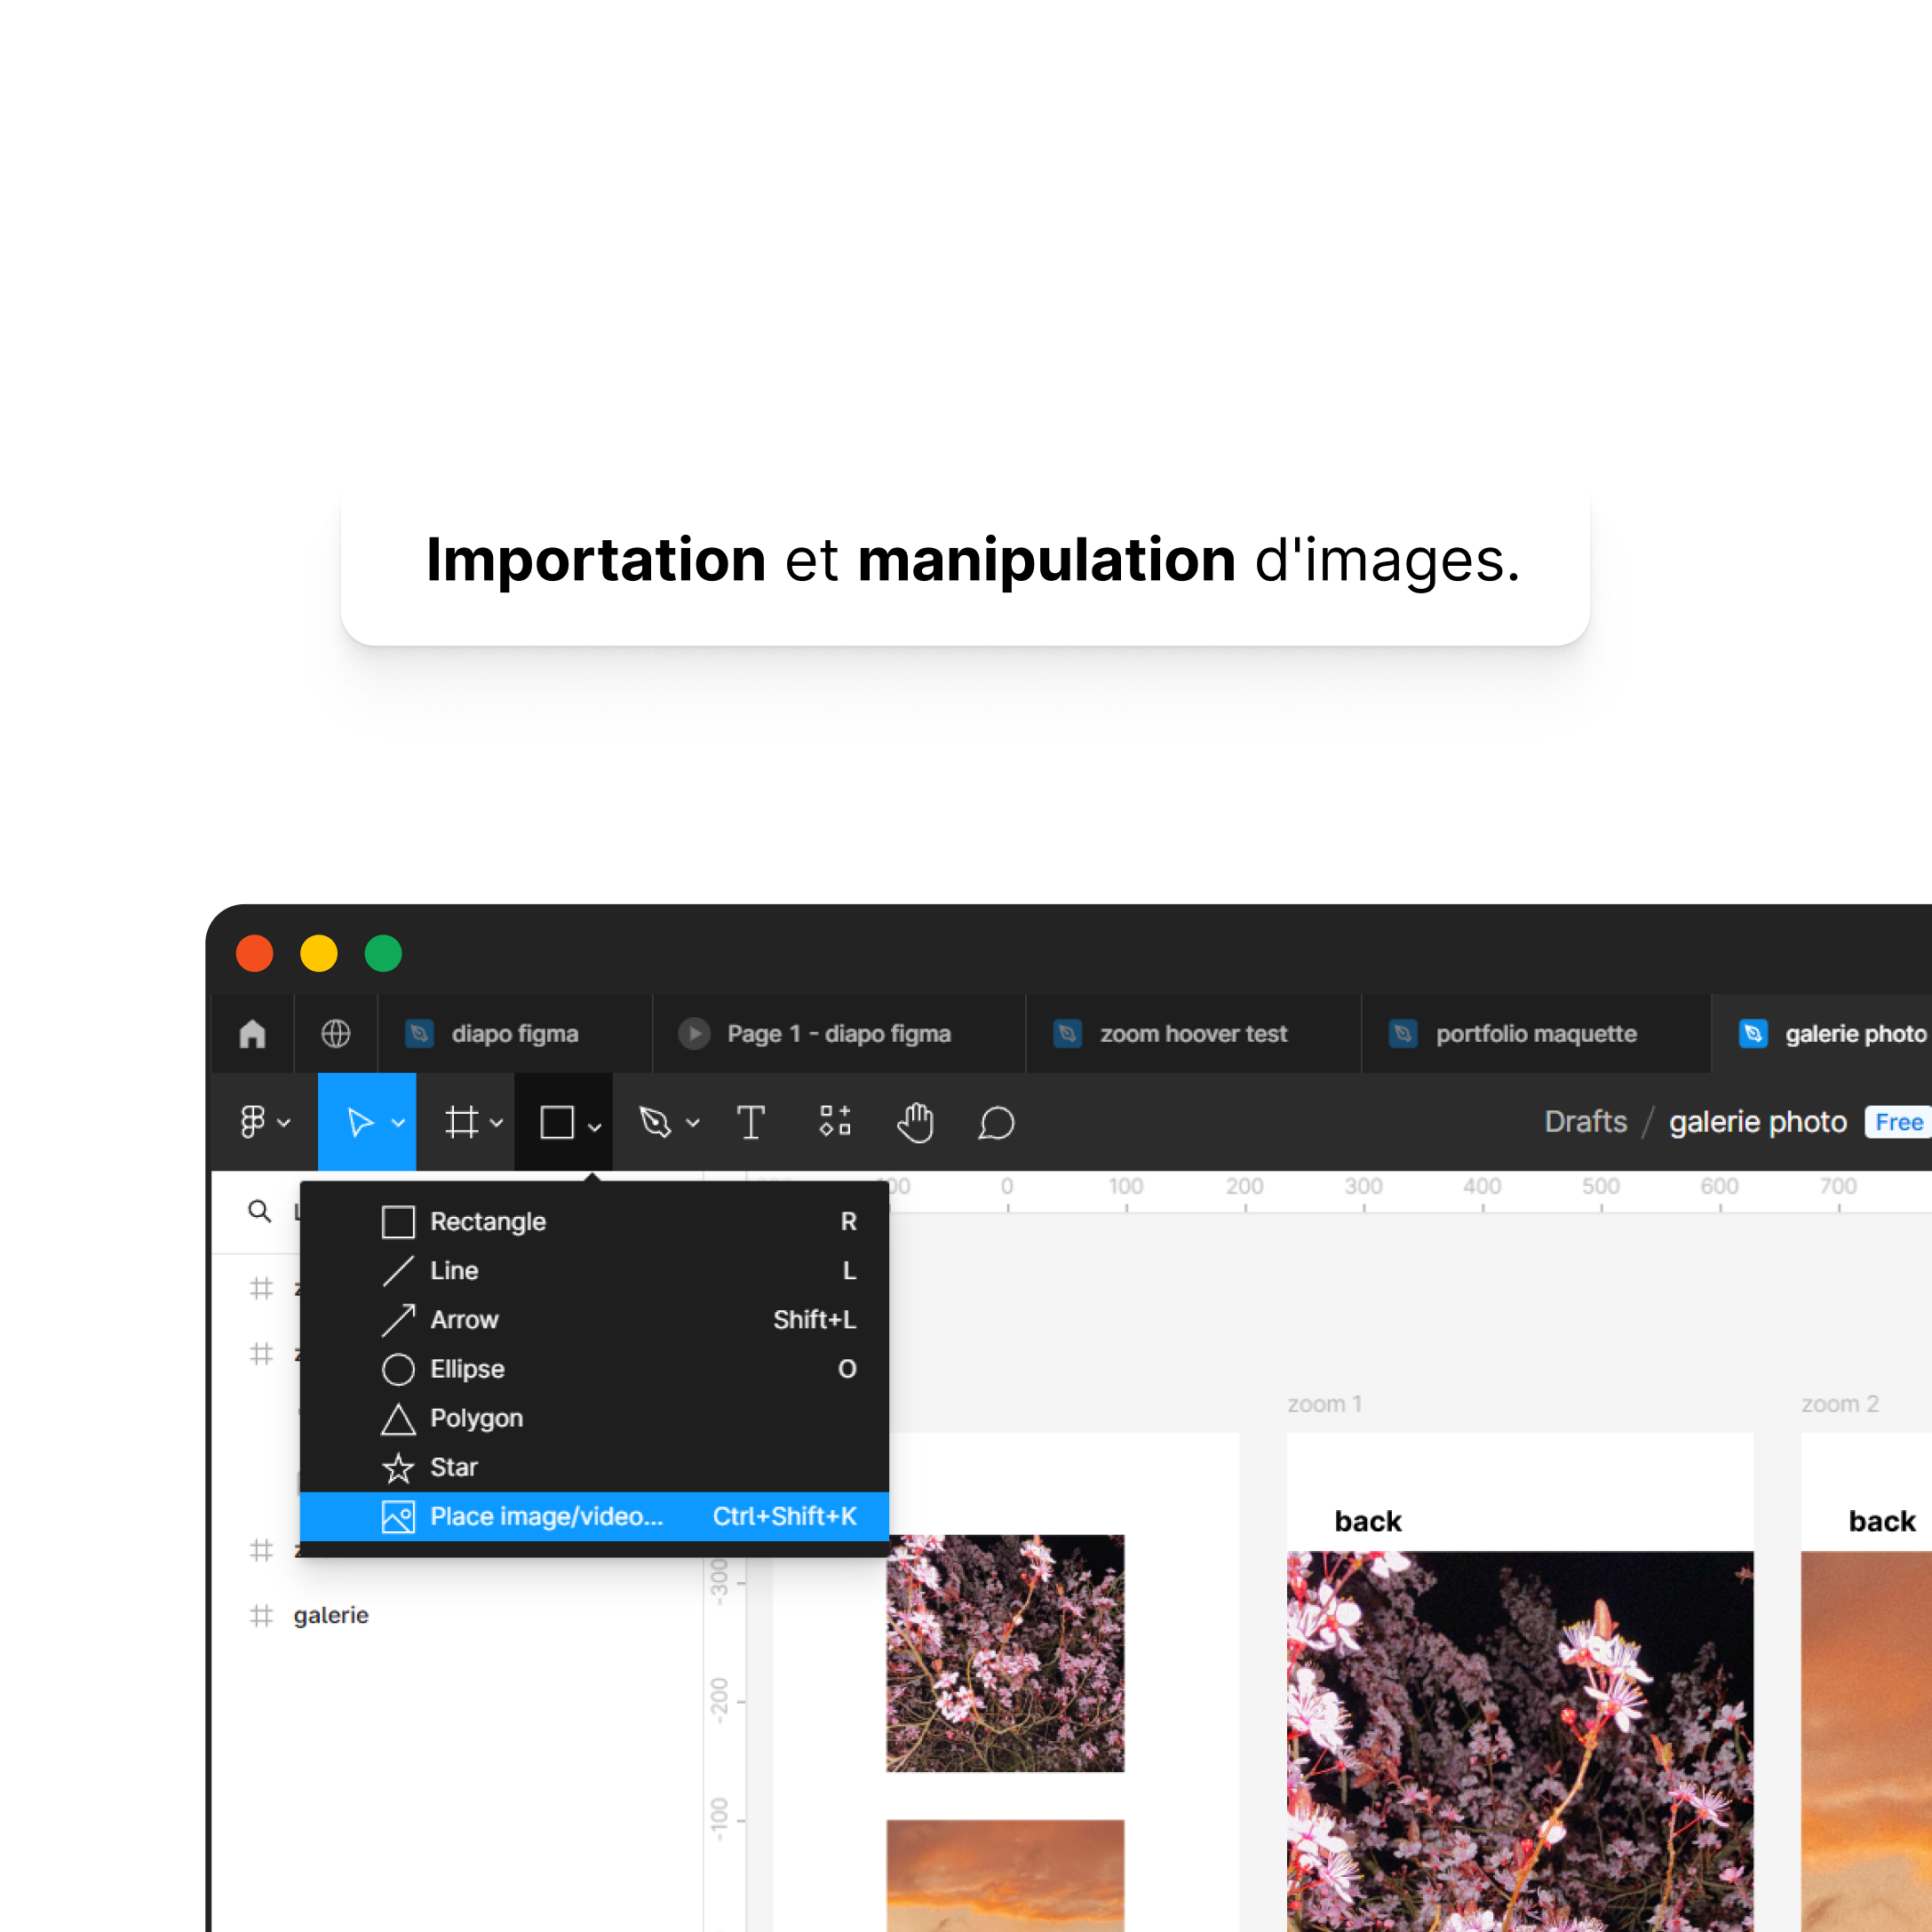 Importation et manipulation d'images.
diapo figma
Page 1 - diapo figma
zoom hoover test
portfolio maquette
galerie photo
Drafts / galerie photo Free
00 0 100 200 300 400 500 600 700
Rectangle R
Line L
Arrow Shift+L
Ellipse O
Polygon
Star
Place image/video... Ctrl+Shift+K
galerie
-300
-200
-100
zoom 1
zoom 2
back
back